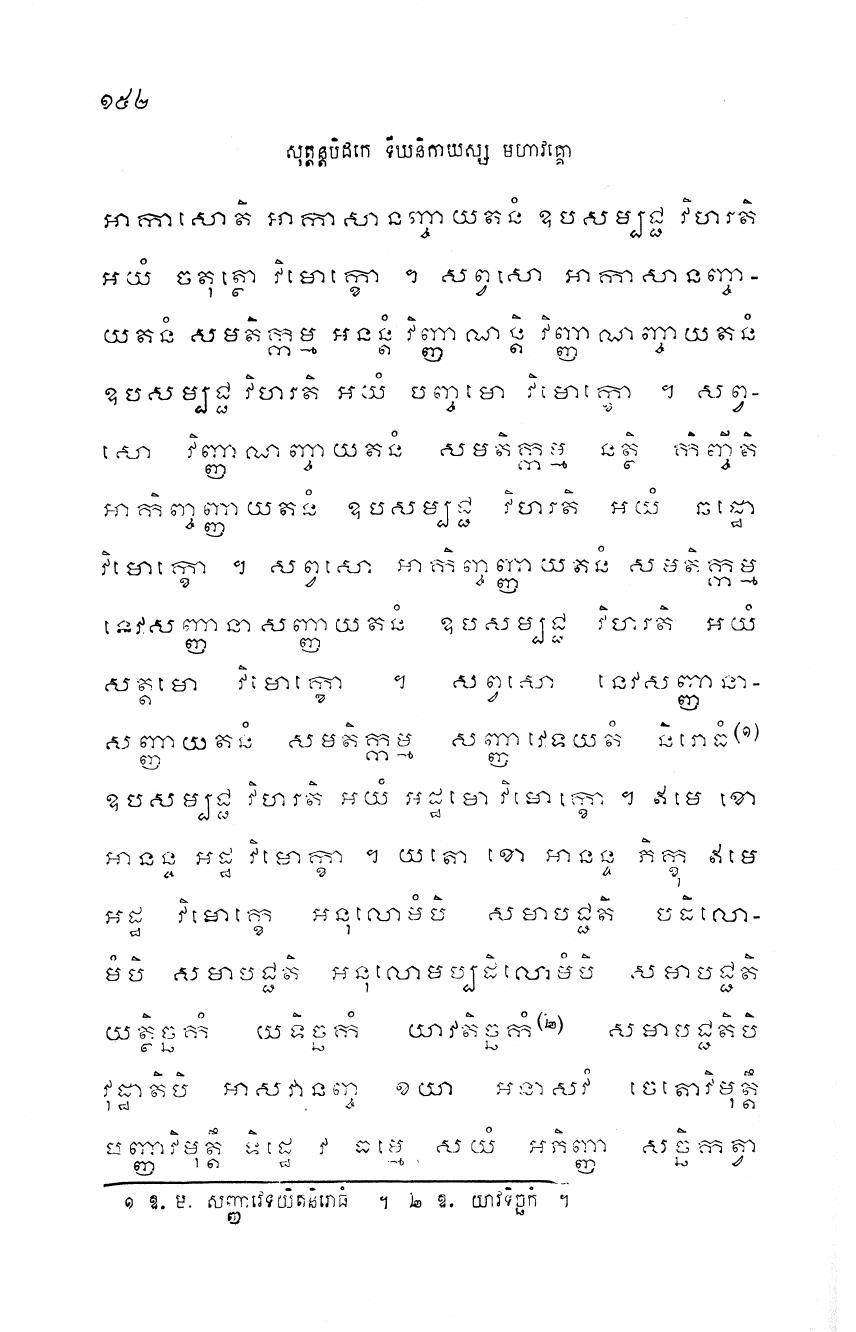 ១៥២
សុត្តន្តបិដកេ ទីឃនិកាយស្ស មហាវគ្គោ
អាកាសោតិ អាកាសានញ្ចាយតនំ ឧបសម្បជ្ជ វិហរតិ
អយំ ចតុត្ថោ វិមោក្ខោ ។ សព្វសោ អាកាសានញ្ចា-
យតនំ សមតិក្កាម្ម អនន្តំ វិញ្ញាណន្តិ វិញ្ញាណញ្ចាយតនំ
ឧបសម្បជ្ជ វិហរតិ អយំ បញ្ចមោ វិមោក្ខោ ។ សព្វ-
សោ វិញ្ញាណញ្ចាយតនំ សមតិក្កាម្ម នត្ថិ កិញ្ចីតិ
អាកិញ្ចញ្ញាយតនំ ឧបសម្បជ្ជ វិហរតិ អយំ ឆដ្ឋោ
វិមោក្ខោ ។ សព្វសោ អាកិញ្ចញ្ញាយតនំ សមតិក្កាម្ម
នេវសញ្ញានាសញ្ញាយតនំ ឧបសម្បជ្ជ វិហរតិ អយំ
សត្តមោ វិមោក្ខោ ។ សព្វសោ នេវសញ្ញានា-
សញ្ញាយតនំ សមតិក្កាម្ម សញ្ញាវេទយតំ និរោធំ(១)
ឧបសម្បជ្ជ វិហរតិ អយំ អដ្ឋមោ វិមោក្ខោ ។ ឥមេ ខោ
អានន្ទ អដ្ឋ វិមោក្ខា ។ យតោ ខោ អានន្ទ ភិក្ខុ ឥមេ
អដ្ឋ វិមោក្ខេ អនុលោមំបិ សមាបជ្ជតិ បដិលោ-
មំបិ សមាបជ្ជតិ អនុលោមប្បដិលោមំបិ សមាបជ្ជតិ
យត្ថិច្ឆកំ យទិច្ឆកំ យាវតិច្ឆកំ(២) សមាបជ្ជតិបិ
វុដ្ឋាតិបិ អាសវានញ្ច ខយា អនាសវំ ចេតោវិមុត្តឹ
បញ្ញាវិមុត្តឹ ទិដ្ឋេ វ ធម្មេ សយំ អភិញ្ញា សច្ឆិកត្វា
១ ឧ. ម. សញ្ញាវេទយិតនិរោធំ ។ ២ ឧ. យាវទិច្ឆកំ ។